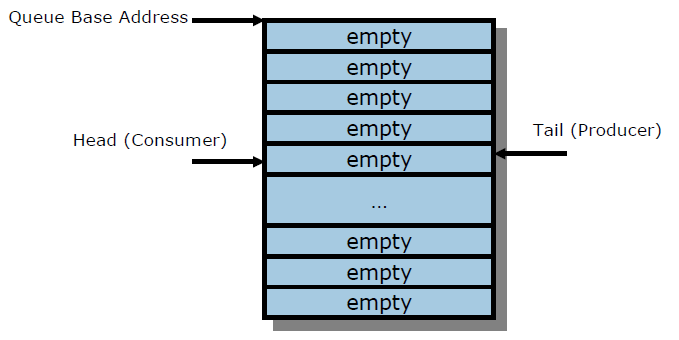 Queue Base Address
empty
empty
empty
empty
Tail (Producer)
Head (Consumer)
empty
...
empty
empty
empty